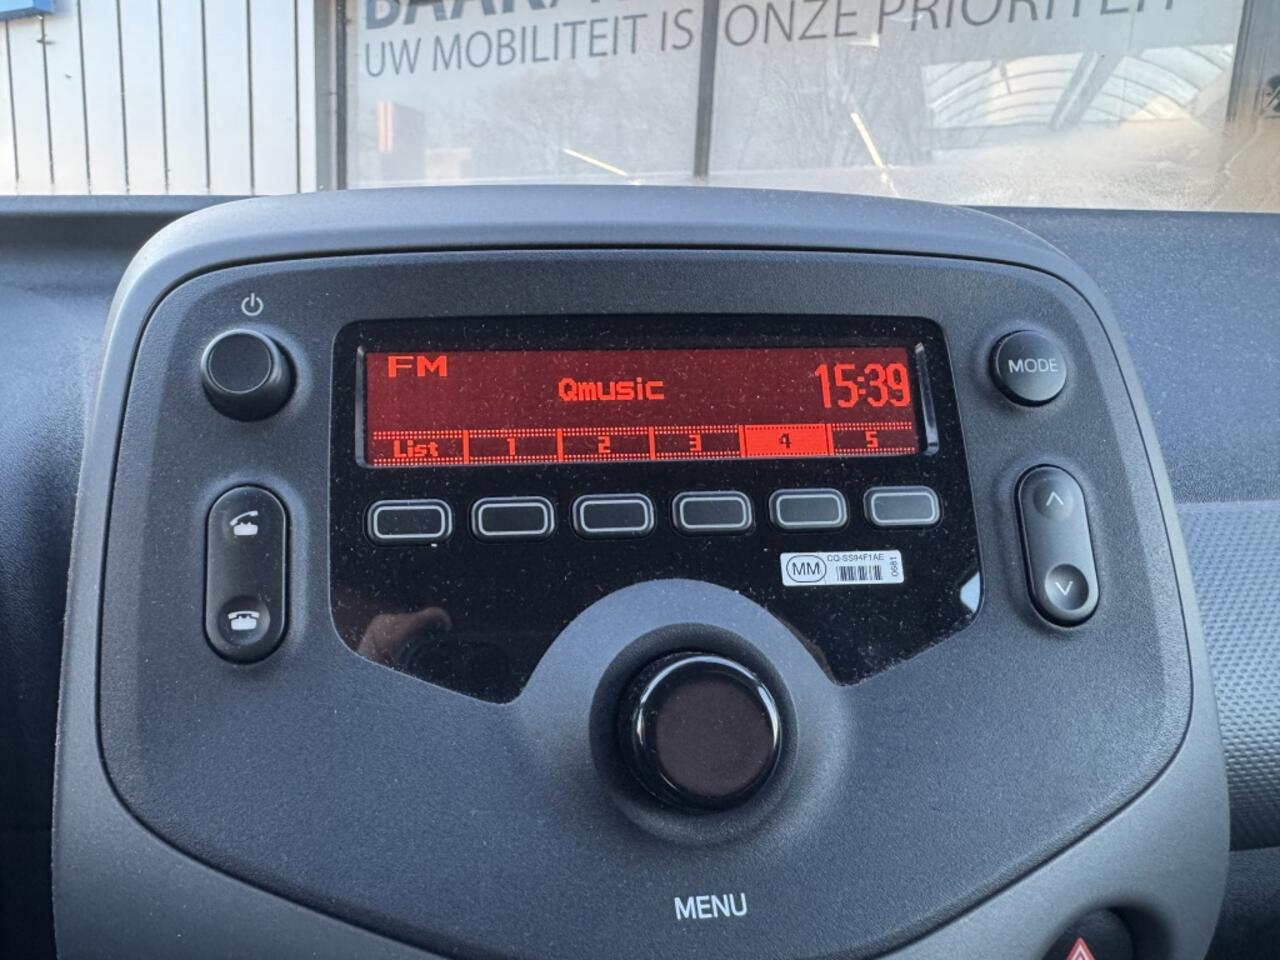 UW MOBILITEIT IS ONZE PRIORITEIT
FM
Qmusic
15:39
List 1 2 3 4 5
MODE
MM
CQ-SS94F1AE
0681
MENU